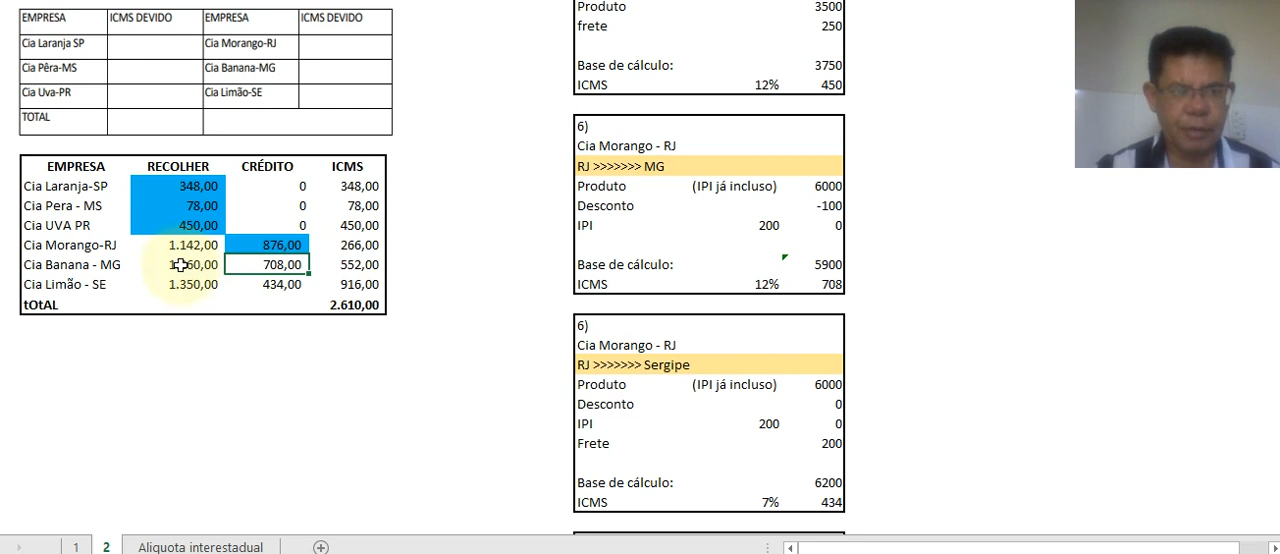 EMPRESA ICMS DEVIDO EMPRESA ICMS DEVIDO
Cia Laranja SP Cia Morango-RJ
Cia Pêra-MS Cia Banana-MG
Cia Uva-PR Cia Limão-SE
TOTAL
EMPRESA RECOLHER CRÉDITO ICMS
Cia Laranja-SP 348,00 0 348,00
Cia Pera - MS 78,00 0 78,00
Cia UVA PR 450,00 0 450,00
Cia Morango-RJ 1.142,00 876,00 266,00
Cia Banana - MG 708,00 552,00
Cia Limão - SE 1.350,00 434,00 916,00
tOtAL 2.610,00
Produto 3500
frete 250
Base de cálculo: 3750
ICMS 12% 450
6)
Cia Morango - RJ
RJ >>>>>>> MG
Produto (IPI já incluso) 6000
Desconto -100
IPI 200 0
Base de cálculo: 5900
ICMS 12% 708
6)
Cia Morango - RJ
RJ >>>>>>> Sergipe
Produto (IPI já incluso) 6000
Desconto 0
IPI 200 0
Frete 200
Base de cálculo: 6200
ICMS 7% 434
1 2 Aliquota interestadual